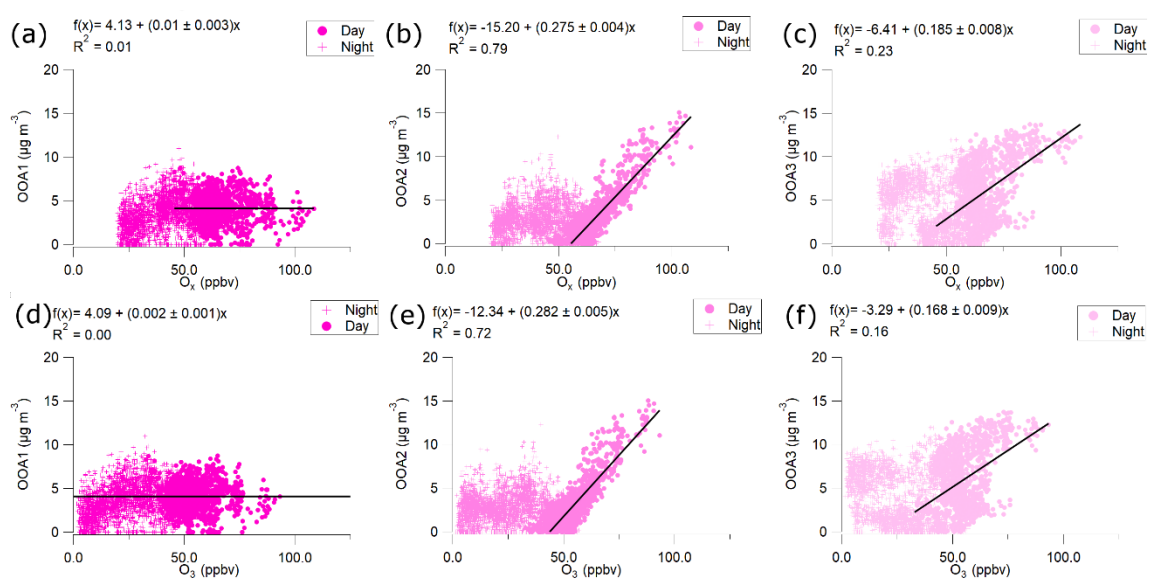 (a)
f(x)= 4.13 + (0.01 ± 0.003)x
R² = 0.01
Day
Night
20
15
10
5
0
OOA1 (µg m⁻³)
0.0
50.0
100.0
Oₓ (ppbv)
(b)
f(x)= -15.20 + (0.275 ± 0.004)x
R² = 0.79
Day
Night
20
15
10
5
0
OOA2 (µg m⁻³)
0.0
50.0
100.0
Oₓ (ppbv)
(c)
f(x)= -6.41 + (0.185 ± 0.008)x
R² = 0.23
Day
Night
20
15
10
5
0
OOA3 (µg m⁻³)
0.0
50.0
100.0
Oₓ (ppbv)
(d)
f(x)= 4.09 + (0.002 ± 0.001)x
R² = 0.00
Night
Day
20
15
10
5
0
OOA1 (µg m⁻³)
0.0
50.0
100.0
O₃ (ppbv)
(e)
f(x)= -12.34 + (0.282 ± 0.005)x
R² = 0.72
Day
Night
20
15
10
5
0
OOA2 (µg m⁻³)
0.0
50.0
100.0
O₃ (ppbv)
(f)
f(x)= -3.29 + (0.168 ± 0.009)x
R² = 0.16
Day
Night
20
15
10
5
0
OOA3 (µg m⁻³)
0.0
50.0
100.0
O₃ (ppbv)